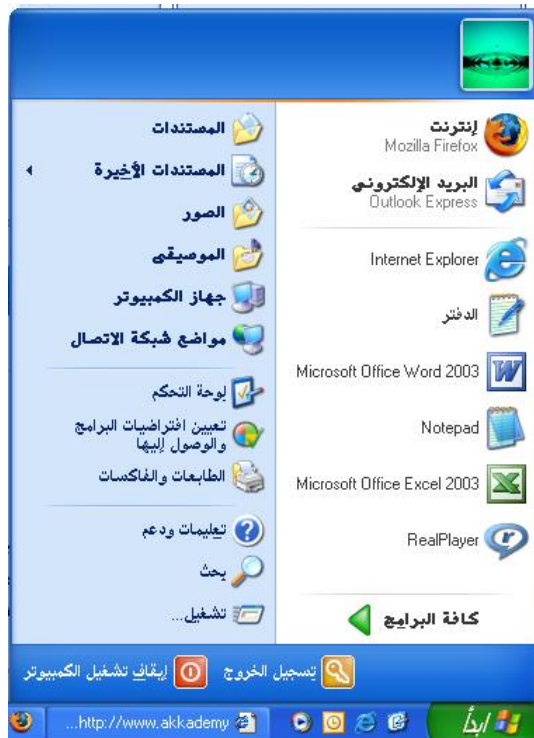 إنترنت
Mozilla Firefox
البريد الإلكتروني
Outlook Express
Internet Explorer
الدفتر
Microsoft Office Word 2003
Notepad
Microsoft Office Excel 2003
RealPlayer
كافة البرامج
المستندات
المستندات الأخيرة
الصور
الموسيقى
جهاز الكمبيوتر
مواضع شبكة الاتصال
لوحة التحكم
تعيين افتراضيات البرامج
والوصول إليها
الطابعات والفاكسات
تعليمات ودعم
بحث
تشغيل...
تسجيل الخروج
إيقاف تشغيل الكمبيوتر
ابدأ
http://www.akkademy...